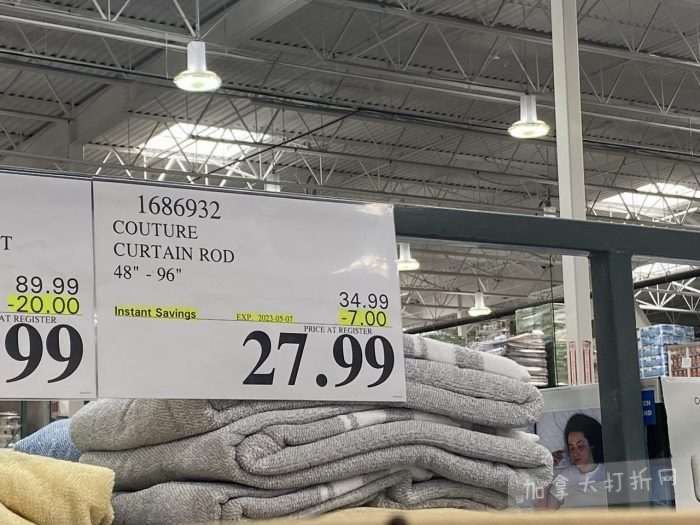 T
89.99
-20.00
AT REGISTER
.99
1686932
COUTURE
CURTAIN ROD
48" - 96"
34.99
Instant Savings
EXP. 2023-05-07
-7.00
PRICE AT REGISTER
27.99
加拿大打折网